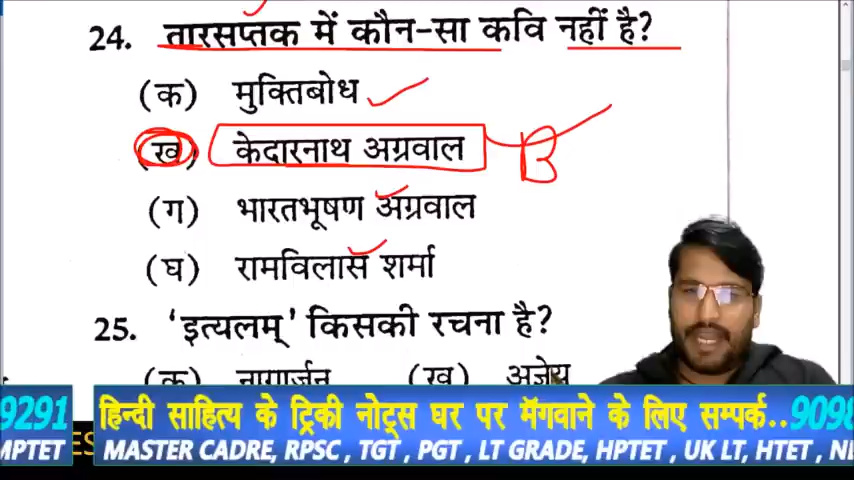 24. तारसप्तक में कौन-सा कवि नहीं है?
(क) मुक्तिबोध
(ख) केदारनाथ अग्रवाल B
(ग) भारतभूषण अग्रवाल
(घ) रामविलास शर्मा
25. 'इत्यलम्' किसकी रचना है?
(क) नागार्जुन (ख) अज्ञेय
9291 हिन्दी साहित्य के ट्रिकी नोट्स घर पर मँगवाने के लिए सम्पर्क..9098
MPTET MASTER CADRE, RPSC , TGT , PGT , LT GRADE, HPTET , UK LT, HTET , NE